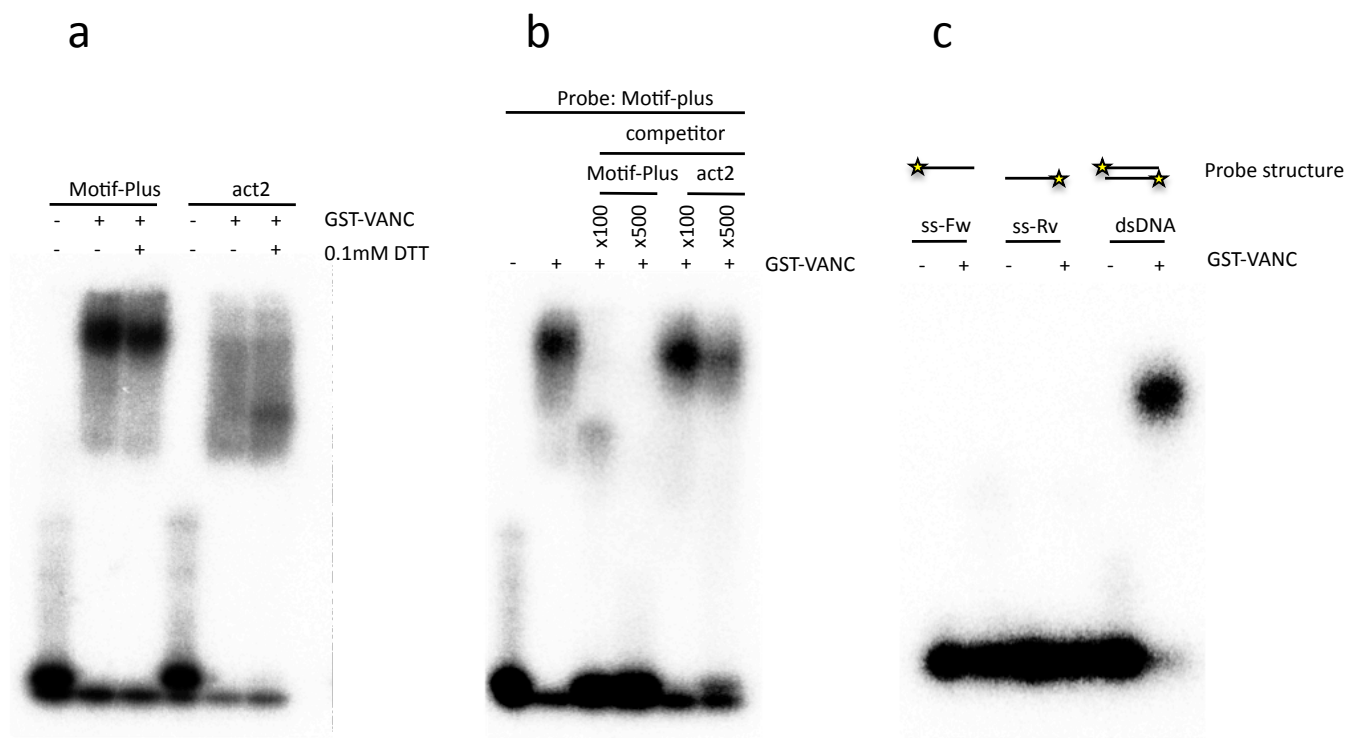 a
Motif-Plus act2
- + + - + + GST-VANC
- - + - - + 0.1mM DTT
b
Probe: Motif-plus
competitor
Motif-Plus act2
x100 x500 x100 x500
- + + + + + GST-VANC
c
Probe structure
ss-Fw ss-Rv dsDNA
- + - + - + GST-VANC